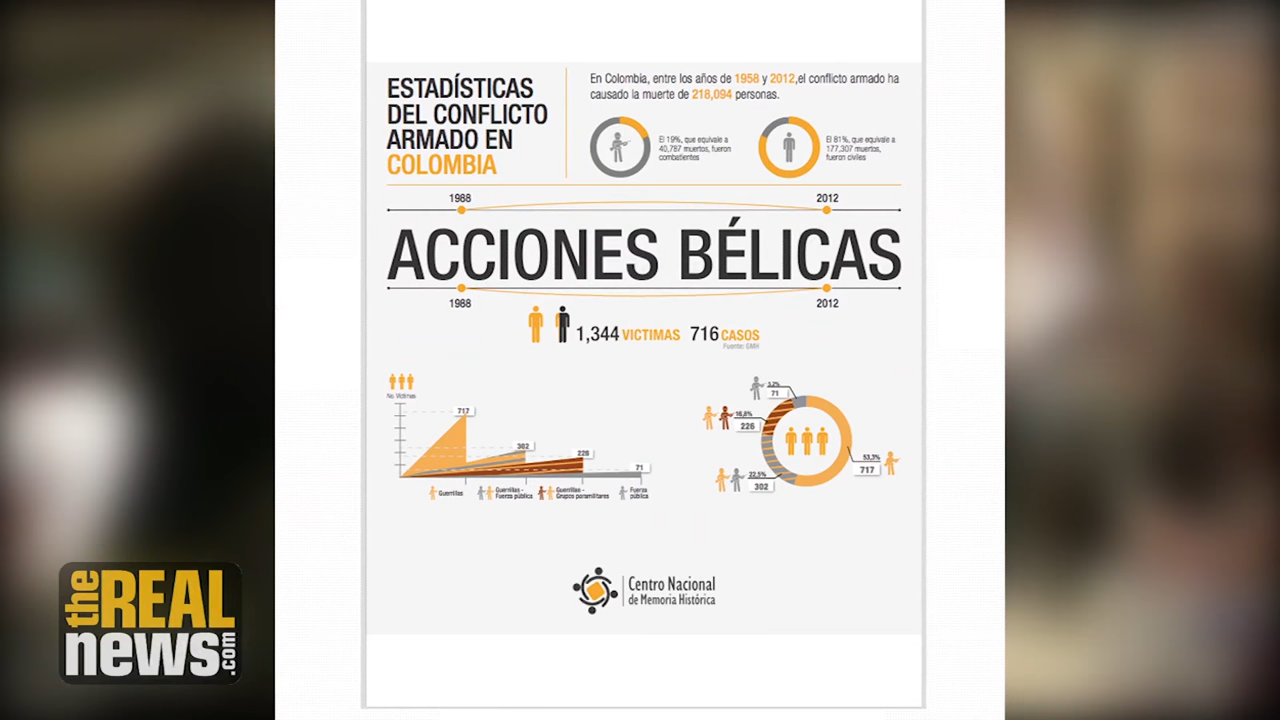 ESTADÍSTICAS
DEL CONFLICTO
ARMADO EN
COLOMBIA
En Colombia, entre los años de 1958 y 2012,el conflicto armado ha
causado la muerte de 218,094 personas.
El 19%, que equivale a
40,787 muertos, fueron
combatientes
El 81%, que equivale a
177,307 muertos,
fueron civiles
1988
2012
ACCIONES BÉLICAS
1988
2012
1,344 VICTIMAS 716 CASOS
Fuente: GMH
No. Víctimas
717
302
226
71
Guerrillas
Guerrillas -
Fuerza pública
Guerrillas -
Grupos paramilitares
Fuerza
pública
71
16,8%
226
53,3%
717
22,5%
302
Centro Nacional
de Memoria Histórica
the REAL
news.com